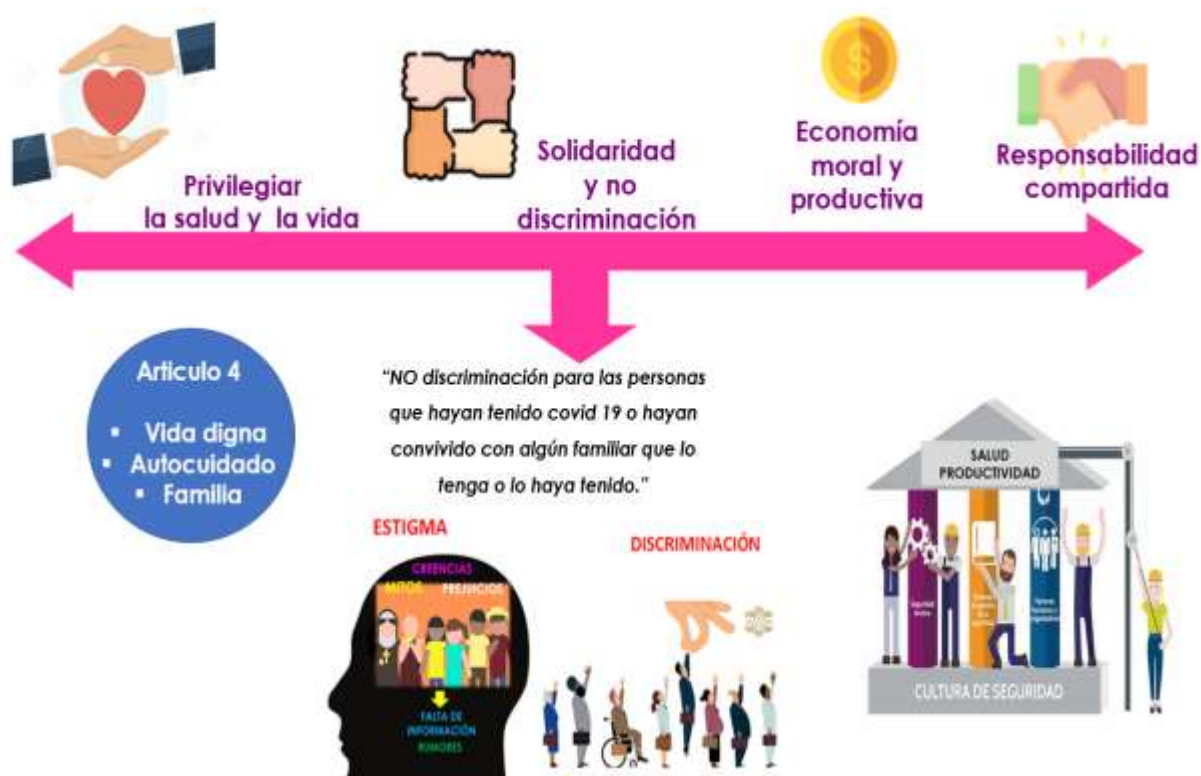 Privilegiar
la salud y la vida
Solidaridad
y no
discriminación
Economía
moral y
productiva
Responsabilidad
compartida
Articulo 4
▪ Vida digna
▪ Autocuidado
▪ Familia
"NO discriminación para las personas
que hayan tenido covid 19 o hayan
convivido con algún familiar que lo
tenga o lo haya tenido."
ESTIGMA
CREENCIAS
MITOS PREJUICIOS
FALTA DE
INFORMACIÓN
RUMORES
DISCRIMINACIÓN
SALUD
PRODUCTIVIDAD
CULTURA DE SEGURIDAD